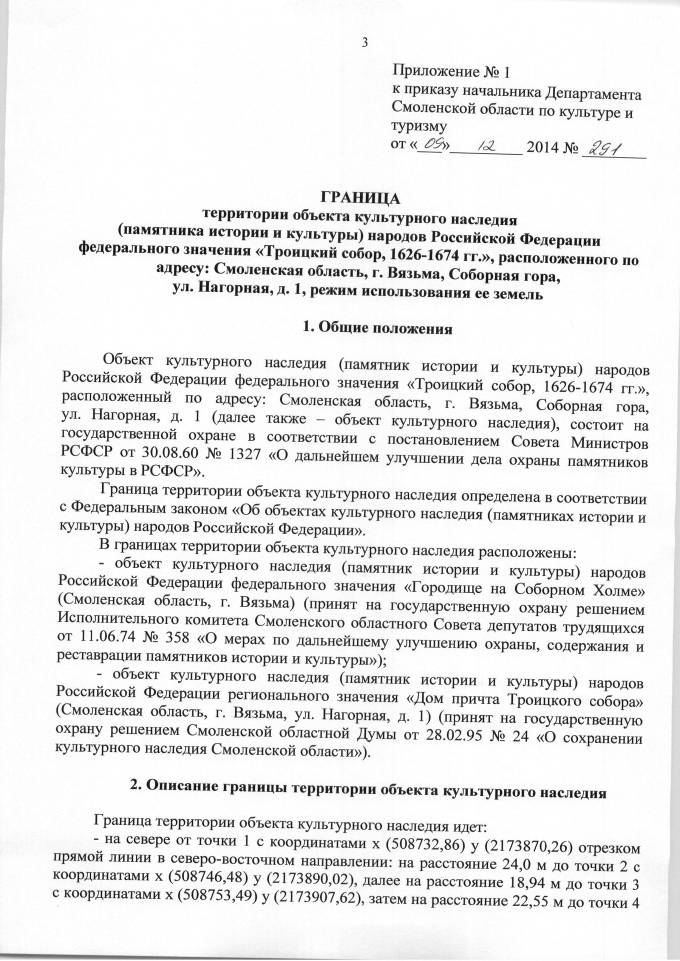 3
Приложение № 1
к приказу начальника Департамента
Смоленской области по культуре и
туризму
от «09» 12 2014 № 291
ГРАНИЦА
территории объекта культурного наследия
(памятника истории и культуры) народов Российской Федерации
федерального значения «Троицкий собор, 1626-1674 гг.», расположенного по
адресу: Смоленская область, г. Вязьма, Соборная гора,
ул. Нагорная, д. 1, режим использования ее земель
1. Общие положения
Объект культурного наследия (памятник истории и культуры) народов
Российской Федерации федерального значения «Троицкий собор, 1626-1674 гг.»,
расположенный по адресу: Смоленская область, г. Вязьма, Соборная гора,
ул. Нагорная, д. 1 (далее также – объект культурного наследия), состоит на
государственной охране в соответствии с постановлением Совета Министров
РСФСР от 30.08.60 № 1327 «О дальнейшем улучшении дела охраны памятников
культуры в РСФСР».
Граница территории объекта культурного наследия определена в соответствии
с Федеральным законом «Об объектах культурного наследия (памятниках истории и
культуры) народов Российской Федерации».
В границах территории объекта культурного наследия расположены:
- объект культурного наследия (памятник истории и культуры) народов
Российской Федерации федерального значения «Городище на Соборном Холме»
(Смоленская область, г. Вязьма) (принят на государственную охрану решением
Исполнительного комитета Смоленского областного Совета депутатов трудящихся
от 11.06.74 № 358 «О мерах по дальнейшему улучшению охраны, содержания и
реставрации памятников истории и культуры»);
- объект культурного наследия (памятник истории и культуры) народов
Российской Федерации регионального значения «Дом причта Троицкого собора»
(Смоленская область, г. Вязьма, ул. Нагорная, д. 1) (принят на государственную
охрану решением Смоленской областной Думы от 28.02.95 № 24 «О сохранении
культурного наследия Смоленской области»).
2. Описание границы территории объекта культурного наследия
Граница территории объекта культурного наследия идет:
- на севере от точки 1 с координатами x (508732,86) y (2173870,26) отрезком
прямой линии в северо-восточном направлении: на расстояние 24,0 м до точки 2 с
координатами x (508746,48) y (2173890,02), далее на расстояние 18,94 м до точки 3
с координатами x (508753,49) y (2173907,62), затем на расстояние 22,55 м до точки 4